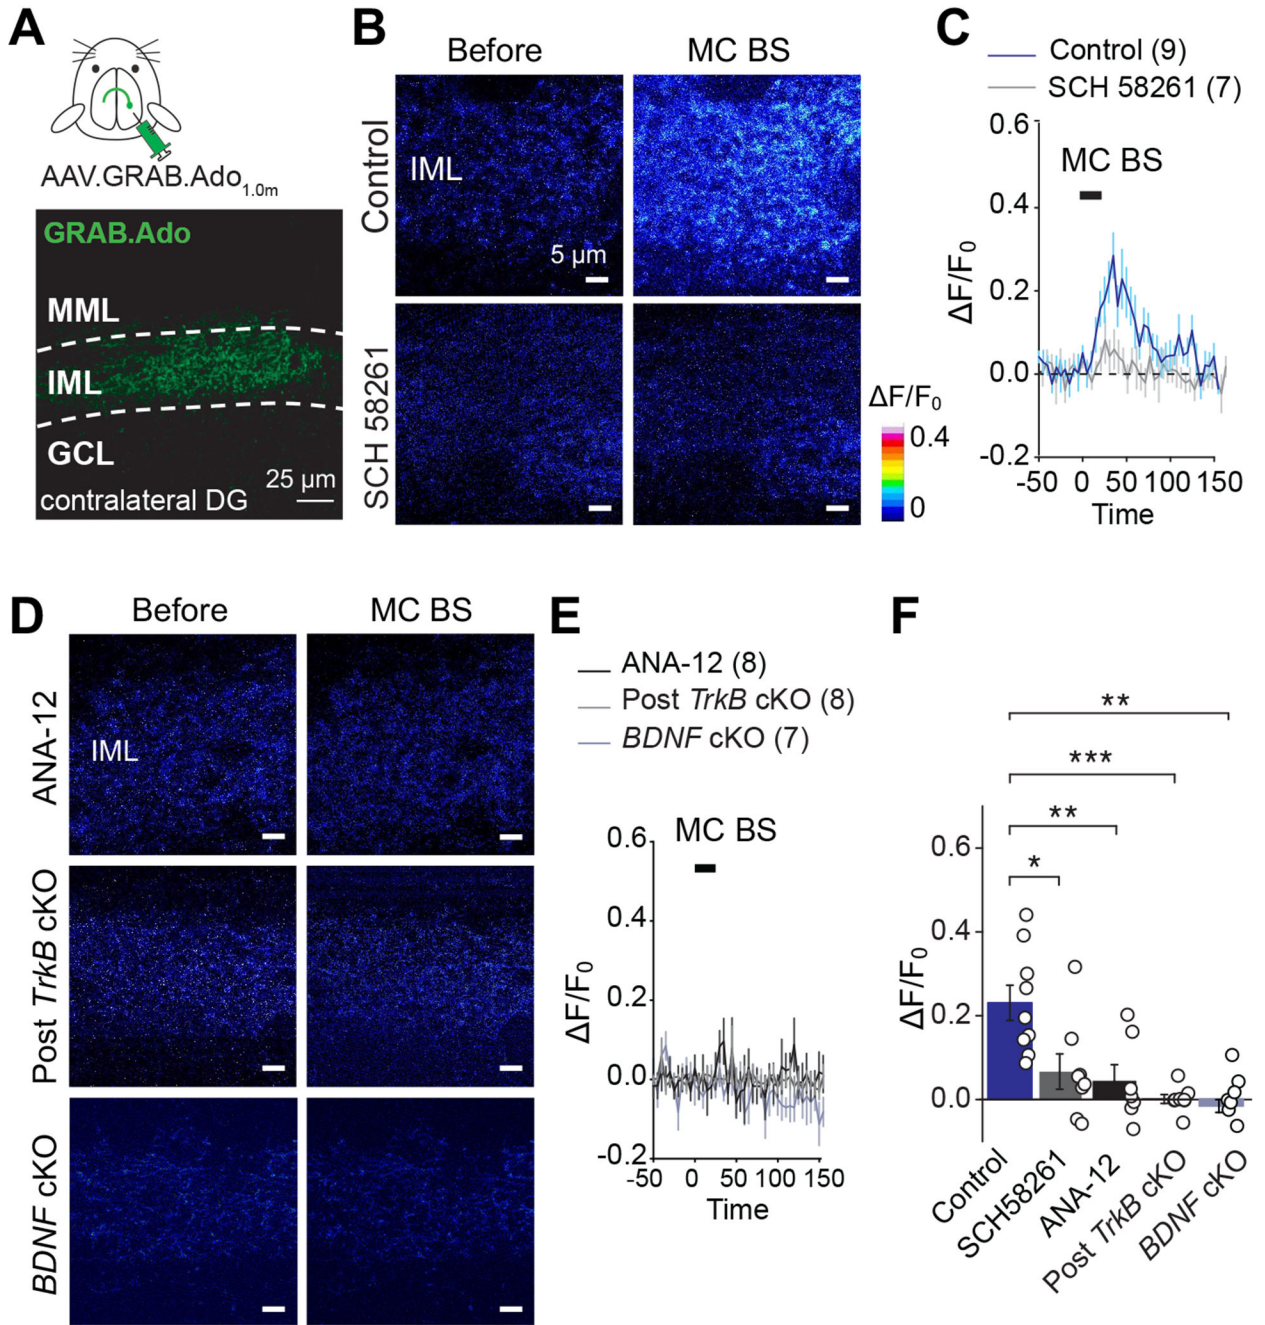 A
AAV.GRAB.Ado1.0m
GRAB.Ado
MML
IML
GCL
25 µm
contralateral DG
B
Before MC BS
Control
IML
5 µm
SCH 58261
ΔF/F0
0.4
0
C
Control (9)
SCH 58261 (7)
MC BS
ΔF/F0
0.6
0.4
0.2
0.0
-0.2
-50 0 50 100 150
Time
D
Before MC BS
ANA-12
IML
Post TrkB cKO
BDNF cKO
E
ANA-12 (8)
Post TrkB cKO (8)
BDNF cKO (7)
MC BS
ΔF/F0
0.6
0.4
0.2
0.0
-0.2
-50 0 50 100 150
Time
F
**
***
**
*
ΔF/F0
0.6
0.4
0.2
0.0
Control
SCH58261
ANA-12
Post TrkB cKO
BDNF cKO